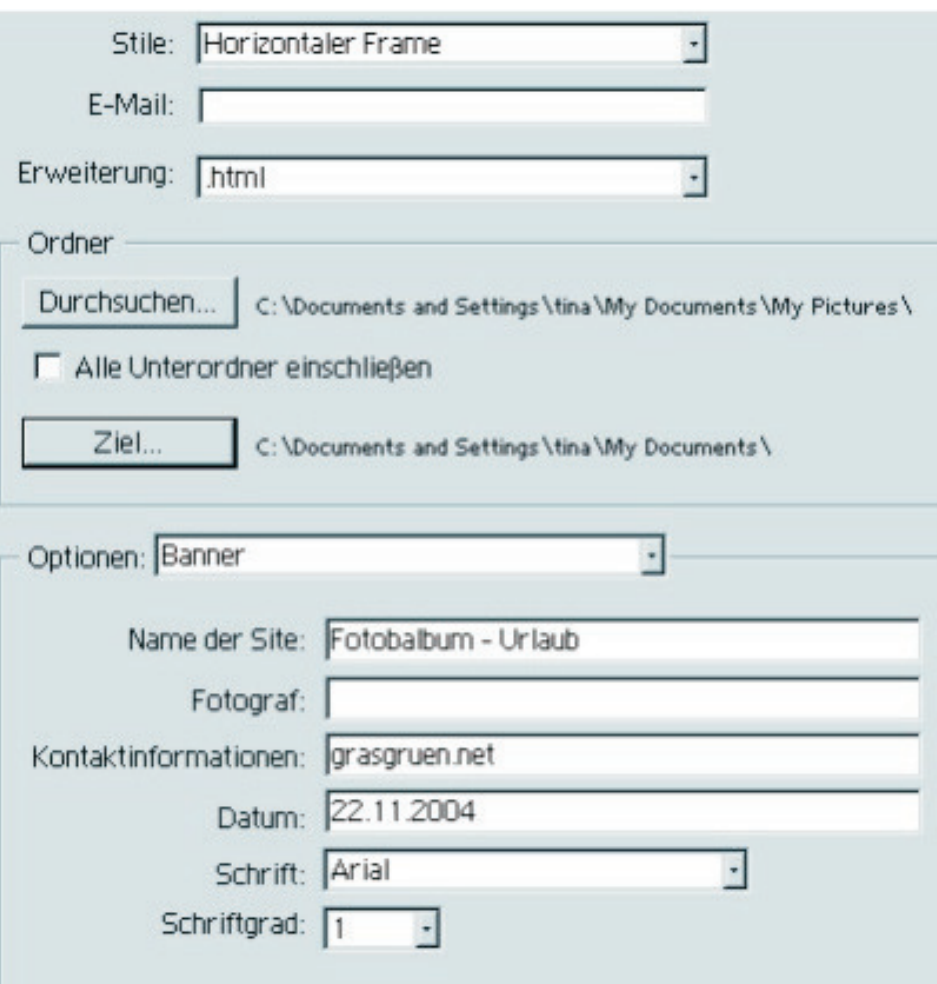 Stile: Horizontaler Frame
E-Mail:
Erweiterung: .html
Ordner
Durchsuchen... C:\Documents and Settings\tina\My Documents\My Pictures\
Alle Unterordner einschließen
Ziel... C:\Documents and Settings\tina\My Documents\
Optionen: Banner
Name der Site: Fotobalbum - Urlaub
Fotograf:
Kontaktinformationen: grasgruen.net
Datum: 22.11.2004
Schrift: Arial
Schriftgrad: 1